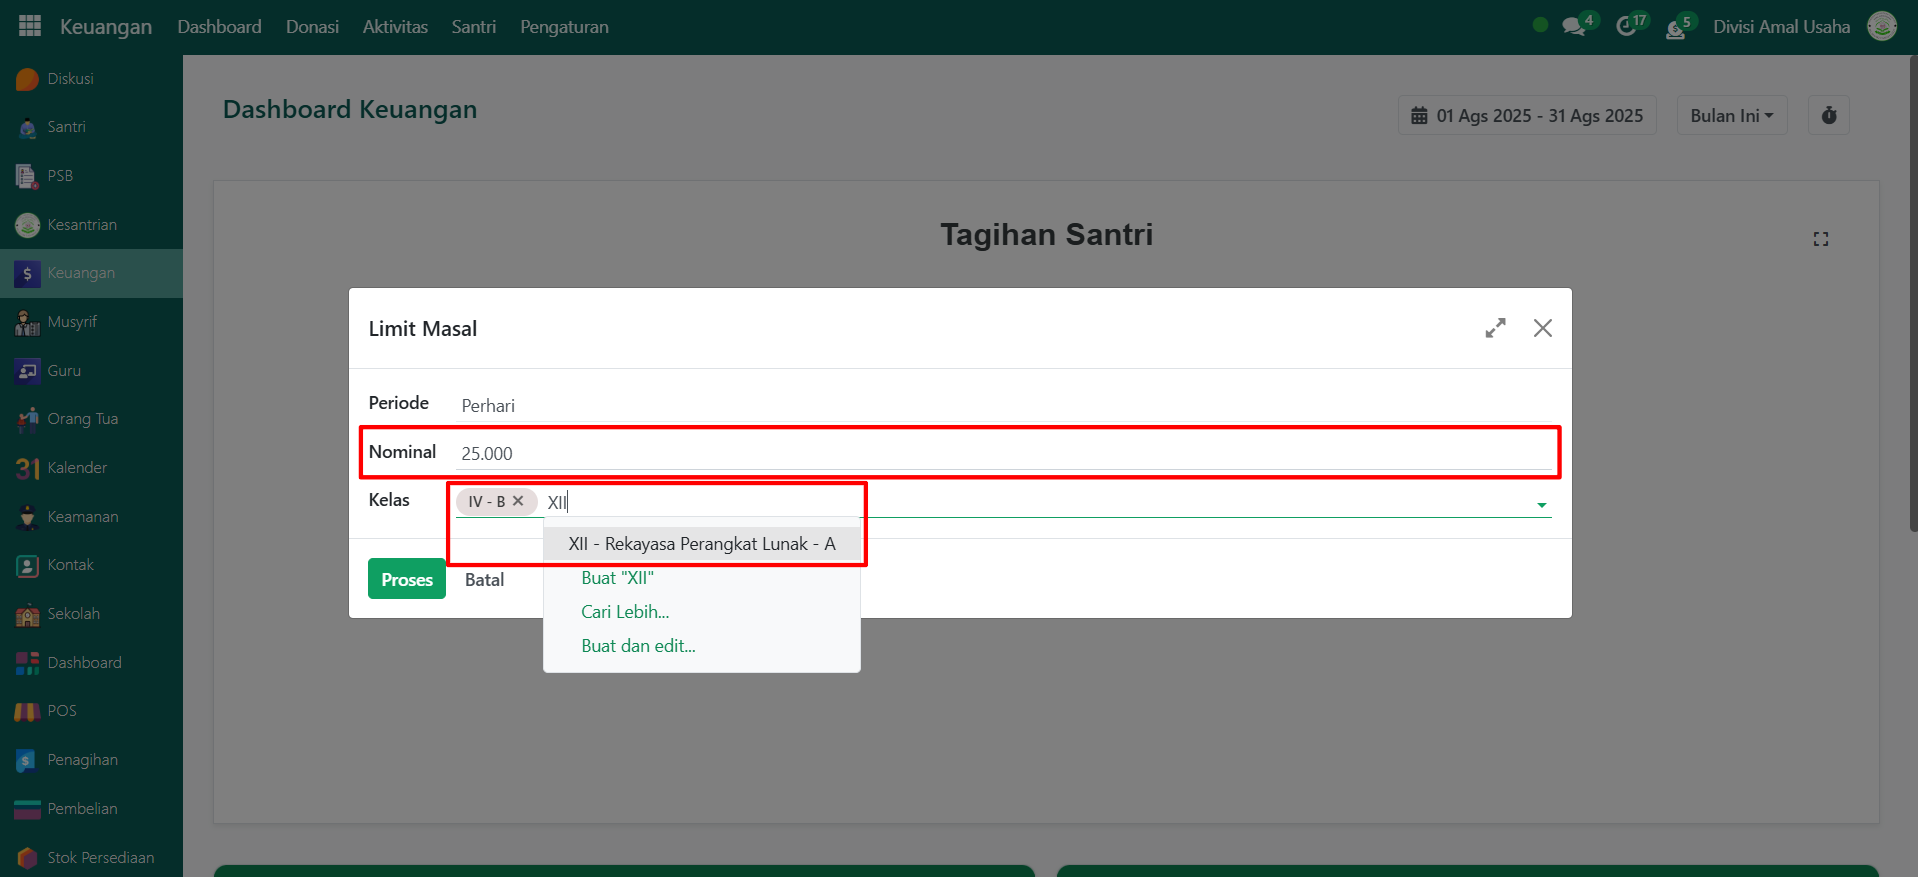 Keuangan
Dashboard
Donasi
Aktivitas
Santri
Pengaturan
4
17
5
Divisi Amal Usaha
Diskusi
Santri
PSB
Kesantrian
Keuangan
Musyrif
Guru
Orang Tua
31 Kalender
Keamanan
Kontak
Sekolah
Dashboard
POS
Penagihan
Pembelian
Stok Persediaan
Dashboard Keuangan
01 Ags 2025 - 31 Ags 2025
Bulan Ini
Tagihan Santri
Limit Masal
Periode
Perhari
Nominal
25.000
Kelas
IV - B
XII
XII - Rekayasa Perangkat Lunak - A
Buat "XII"
Cari Lebih...
Buat dan edit...
Proses
Batal